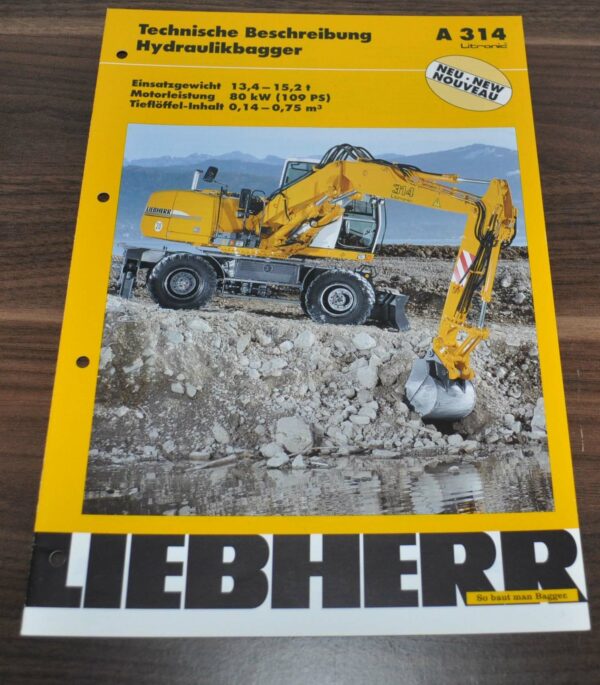 Technische Beschreibung
Hydraulikbagger
A 314
Litronic
NEU - NEW
NOUVEAU
Einsatzgewicht 13,4 – 15,2 t
Motorleistung 80 kW (109 PS)
Tieflöffel-Inhalt 0,14 – 0,75 m³
LIEBHERR
20
314
LIEBHERR
So baut man Bagger.